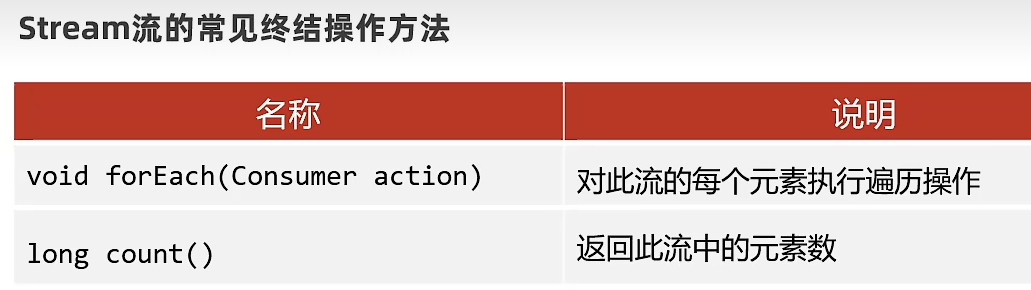 Stream流的常见终结操作方法
名称 说明
void forEach(Consumer action) 对此流的每个元素执行遍历操作
long count() 返回此流中的元素数